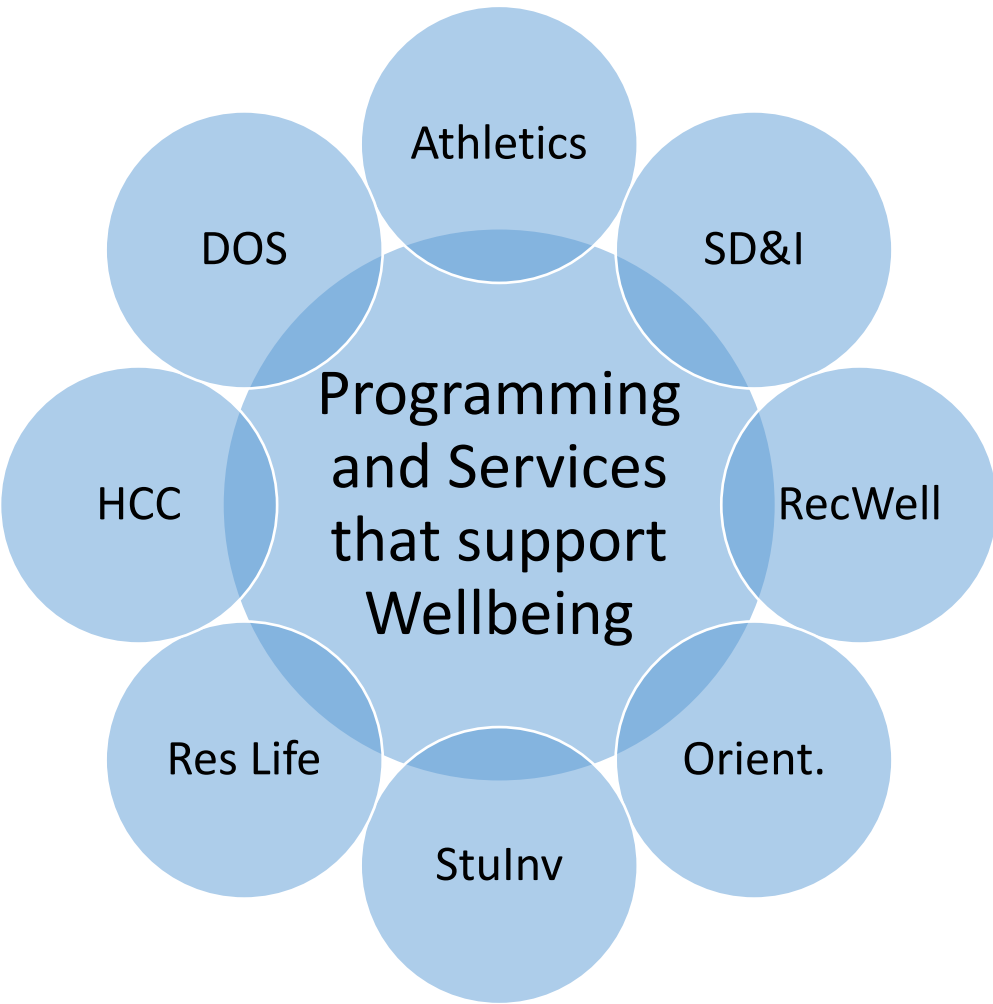 Athletics
DOS
SD&I
Programming
and Services
that support
Wellbeing
HCC
RecWell
Res Life
Orient.
StuInv